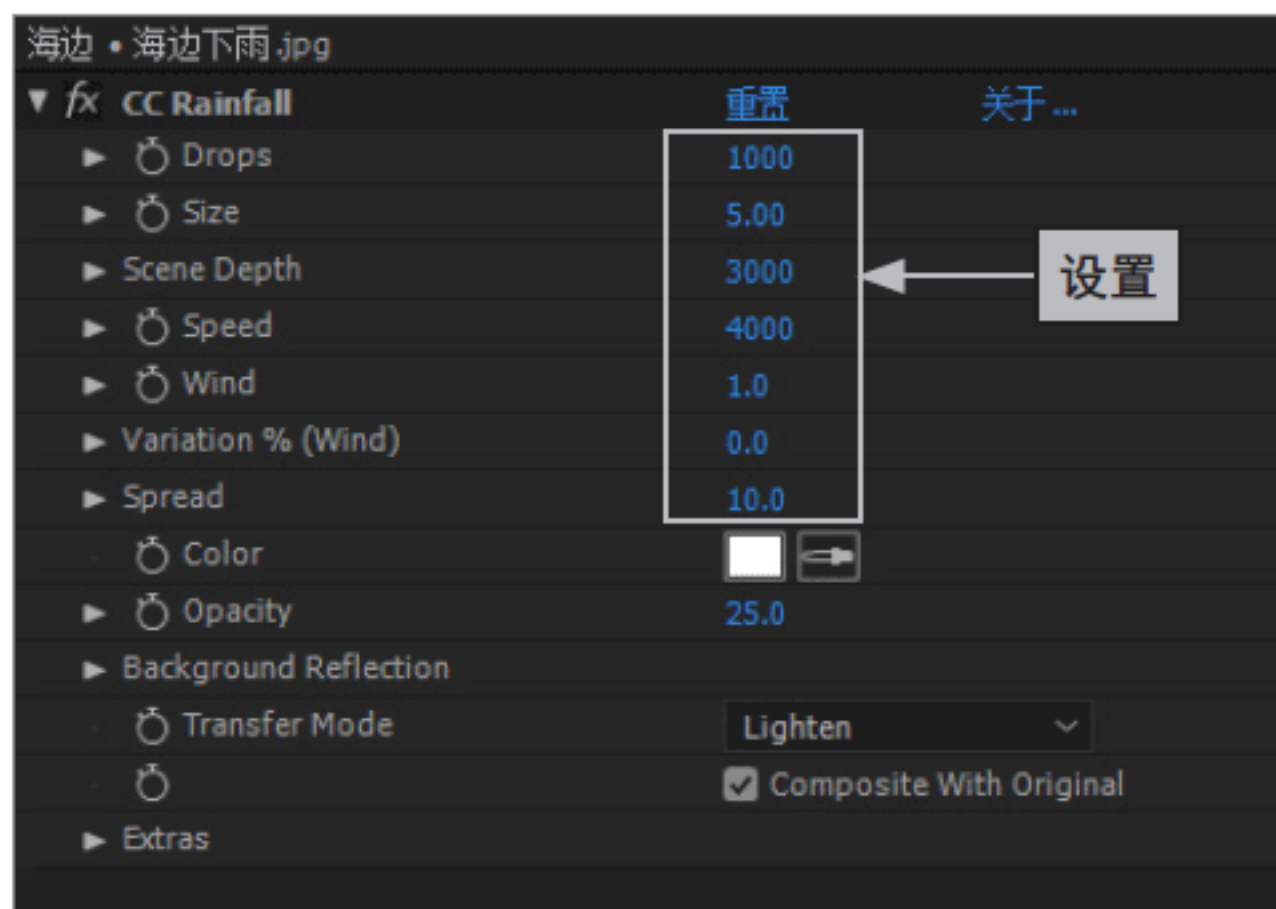 海边 • 海边下雨.jpg
fx CC Rainfall 重置 关于...
Drops 1000
Size 5.00
Scene Depth 3000
设置
Speed 4000
Wind 1.0
Variation % (Wind) 0.0
Spread 10.0
Color
Opacity 25.0
Background Reflection
Transfer Mode Lighten
Composite With Original
Extras